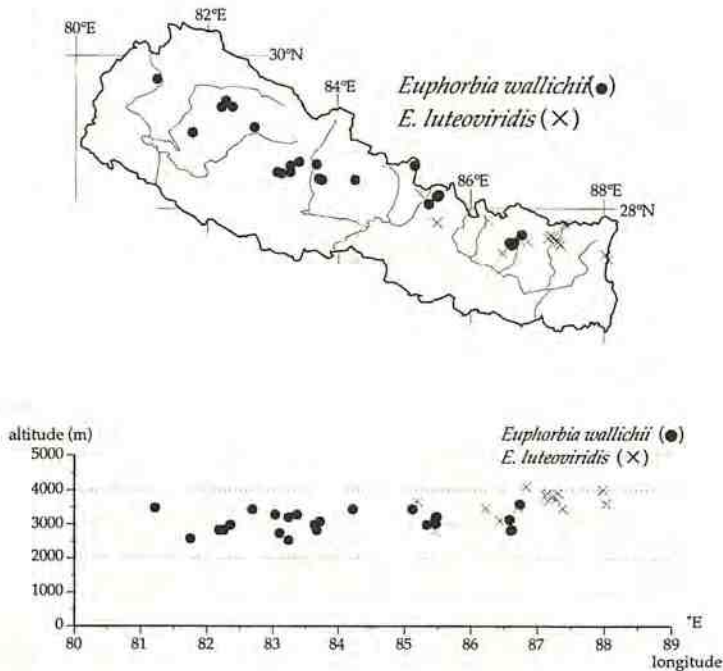 82°E
80°E
30°N
84°E
Euphorbia wallichii(●)
E. luteoviridis (×)
86°E
88°E
28°N
altitude (m)
Euphorbia wallichii (●)
E. luteoviridis (×)
5000
4000
3000
2000
1000
0
80 81 82 83 84 85 86 87 88 89
°E
longitude